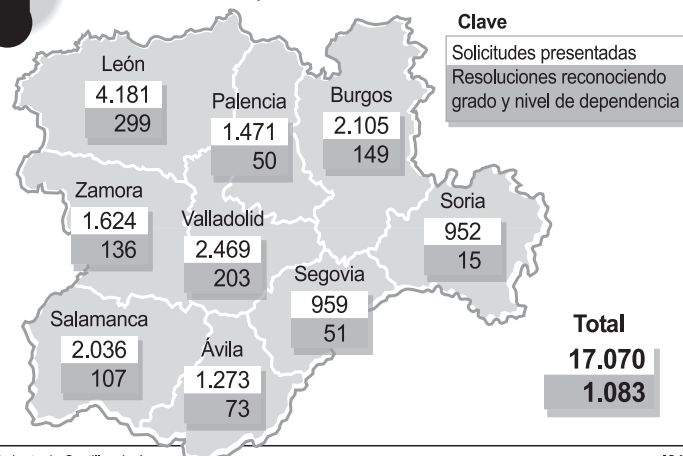 Clave
Solicitudes presentadas
Resoluciones reconociendo
grado y nivel de dependencia
León
4.181
299
Palencia
1.471
50
Burgos
2.105
149
Zamora
1.624
136
Valladolid
2.469
203
Soria
952
15
Segovia
959
51
Salamanca
2.036
107
Ávila
1.273
73
Total
17.070
1.083